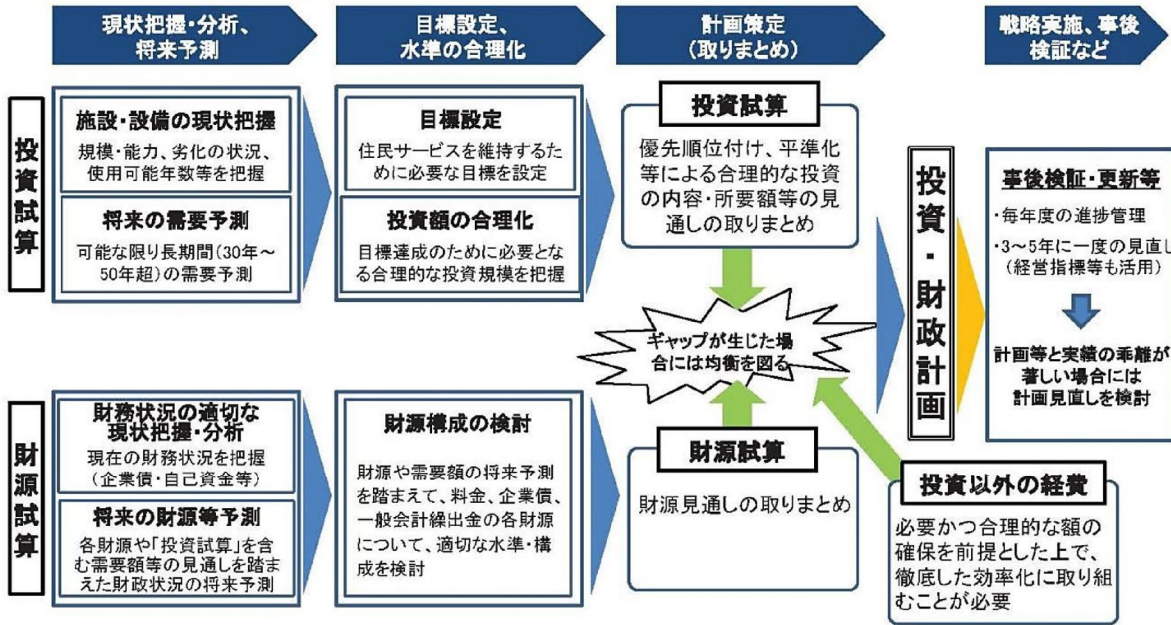 現状把握・分析、
将来予測
目標設定、
水準の合理化
計画策定
(取りまとめ)
戦略実施、事後
検証など
投資試算
施設・設備の現状把握
規模・能力、劣化の状況、
使用可能年数等を把握
将来の需要予測
可能な限り長期間(30年～
50年超)の需要予測
目標設定
住民サービスを維持するた
めに必要な目標を設定
投資額の合理化
目標達成のために必要とな
る合理的な投資規模を把握
投資試算
優先順位付け、平準化
等による合理的な投資
の内容・所要額等の見
通しの取りまとめ
ギャップが生じた場
合には均衡を図る
財源試算
財務状況の適切な
現状把握・分析
現在の財務状況を把握
(企業債・自己資金等)
将来の財源等予測
各財源や「投資試算」を含
む需要額等の見通しを踏ま
えた財政状況の将来予測
財源構成の検討
財源や需要額の将来予測
を踏まえて、料金、企業債、
一般会計繰出金の各財源
について、適切な水準・構
成を検討
財源試算
財源見通しの取りまとめ
投資以外の経費
必要かつ合理的な額の
確保を前提とした上で、
徹底した効率化に取り組
むことが必要
投資・財政計画
事後検証・更新等
・毎年度の進捗管理
・3～5年に一度の見直し
(経営指標等も活用)
計画等と実績の乖離が
著しい場合には
計画見直しを検討